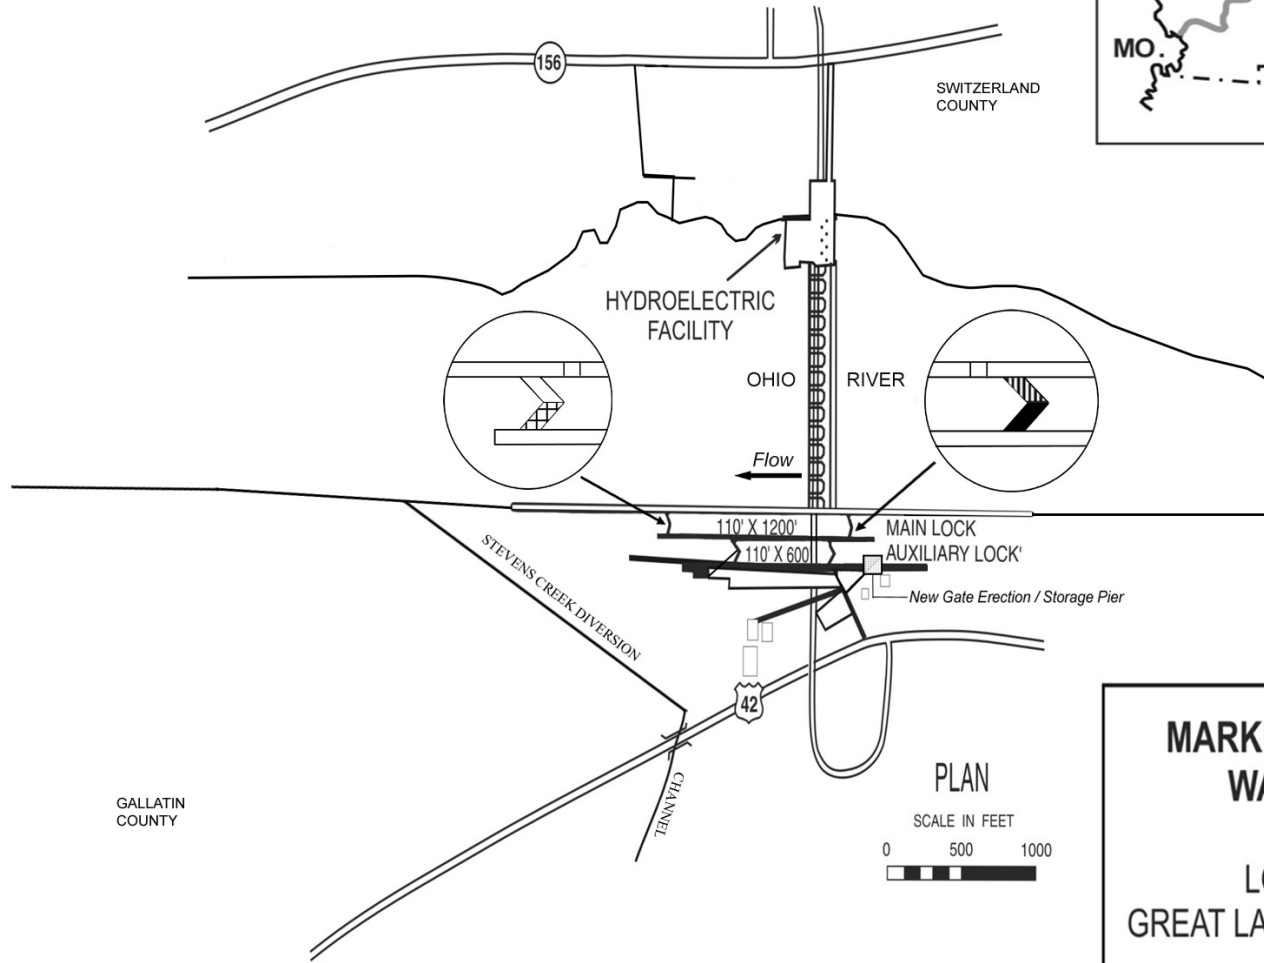 156
MO.
SWITZERLAND
COUNTY
HYDROELECTRIC
FACILITY
OHIO RIVER
Flow
110' X 1200'
MAIN LOCK
110' X 600'
AUXILIARY LOCK'
New Gate Erection / Storage Pier
STEVENS CREEK DIVERSION
CHANNEL
42
GALLATIN
COUNTY
PLAN
SCALE IN FEET
0 500 1000
MARK
WA
LO
GREAT LA